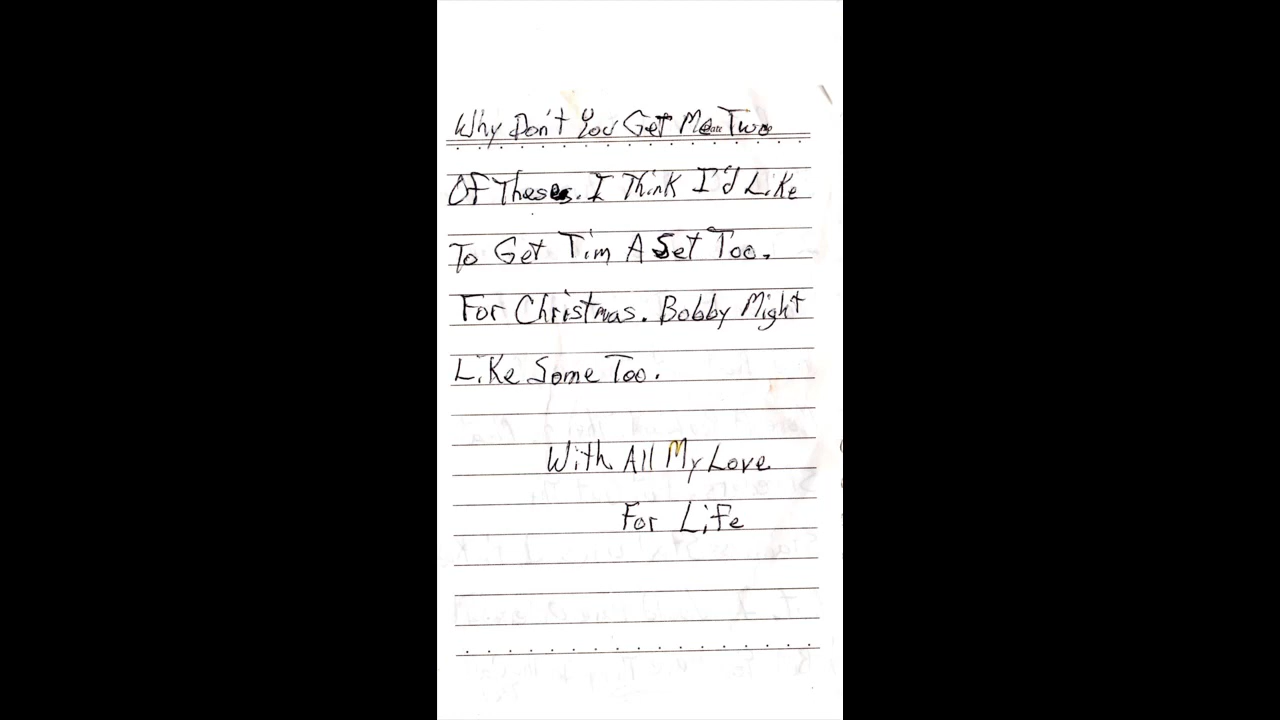 Why Don't You Get Me Two
Of These. I Think I'd Like
To Get Tim A Set Too.
For Christmas. Bobby Might
Like Some Too.
With All My Love
For Life